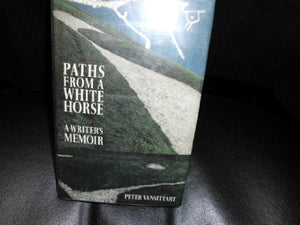 PATHS
FROM A
WHITE
HORSE
A WRITER'S
MEMOIR
PETER VANSITTART